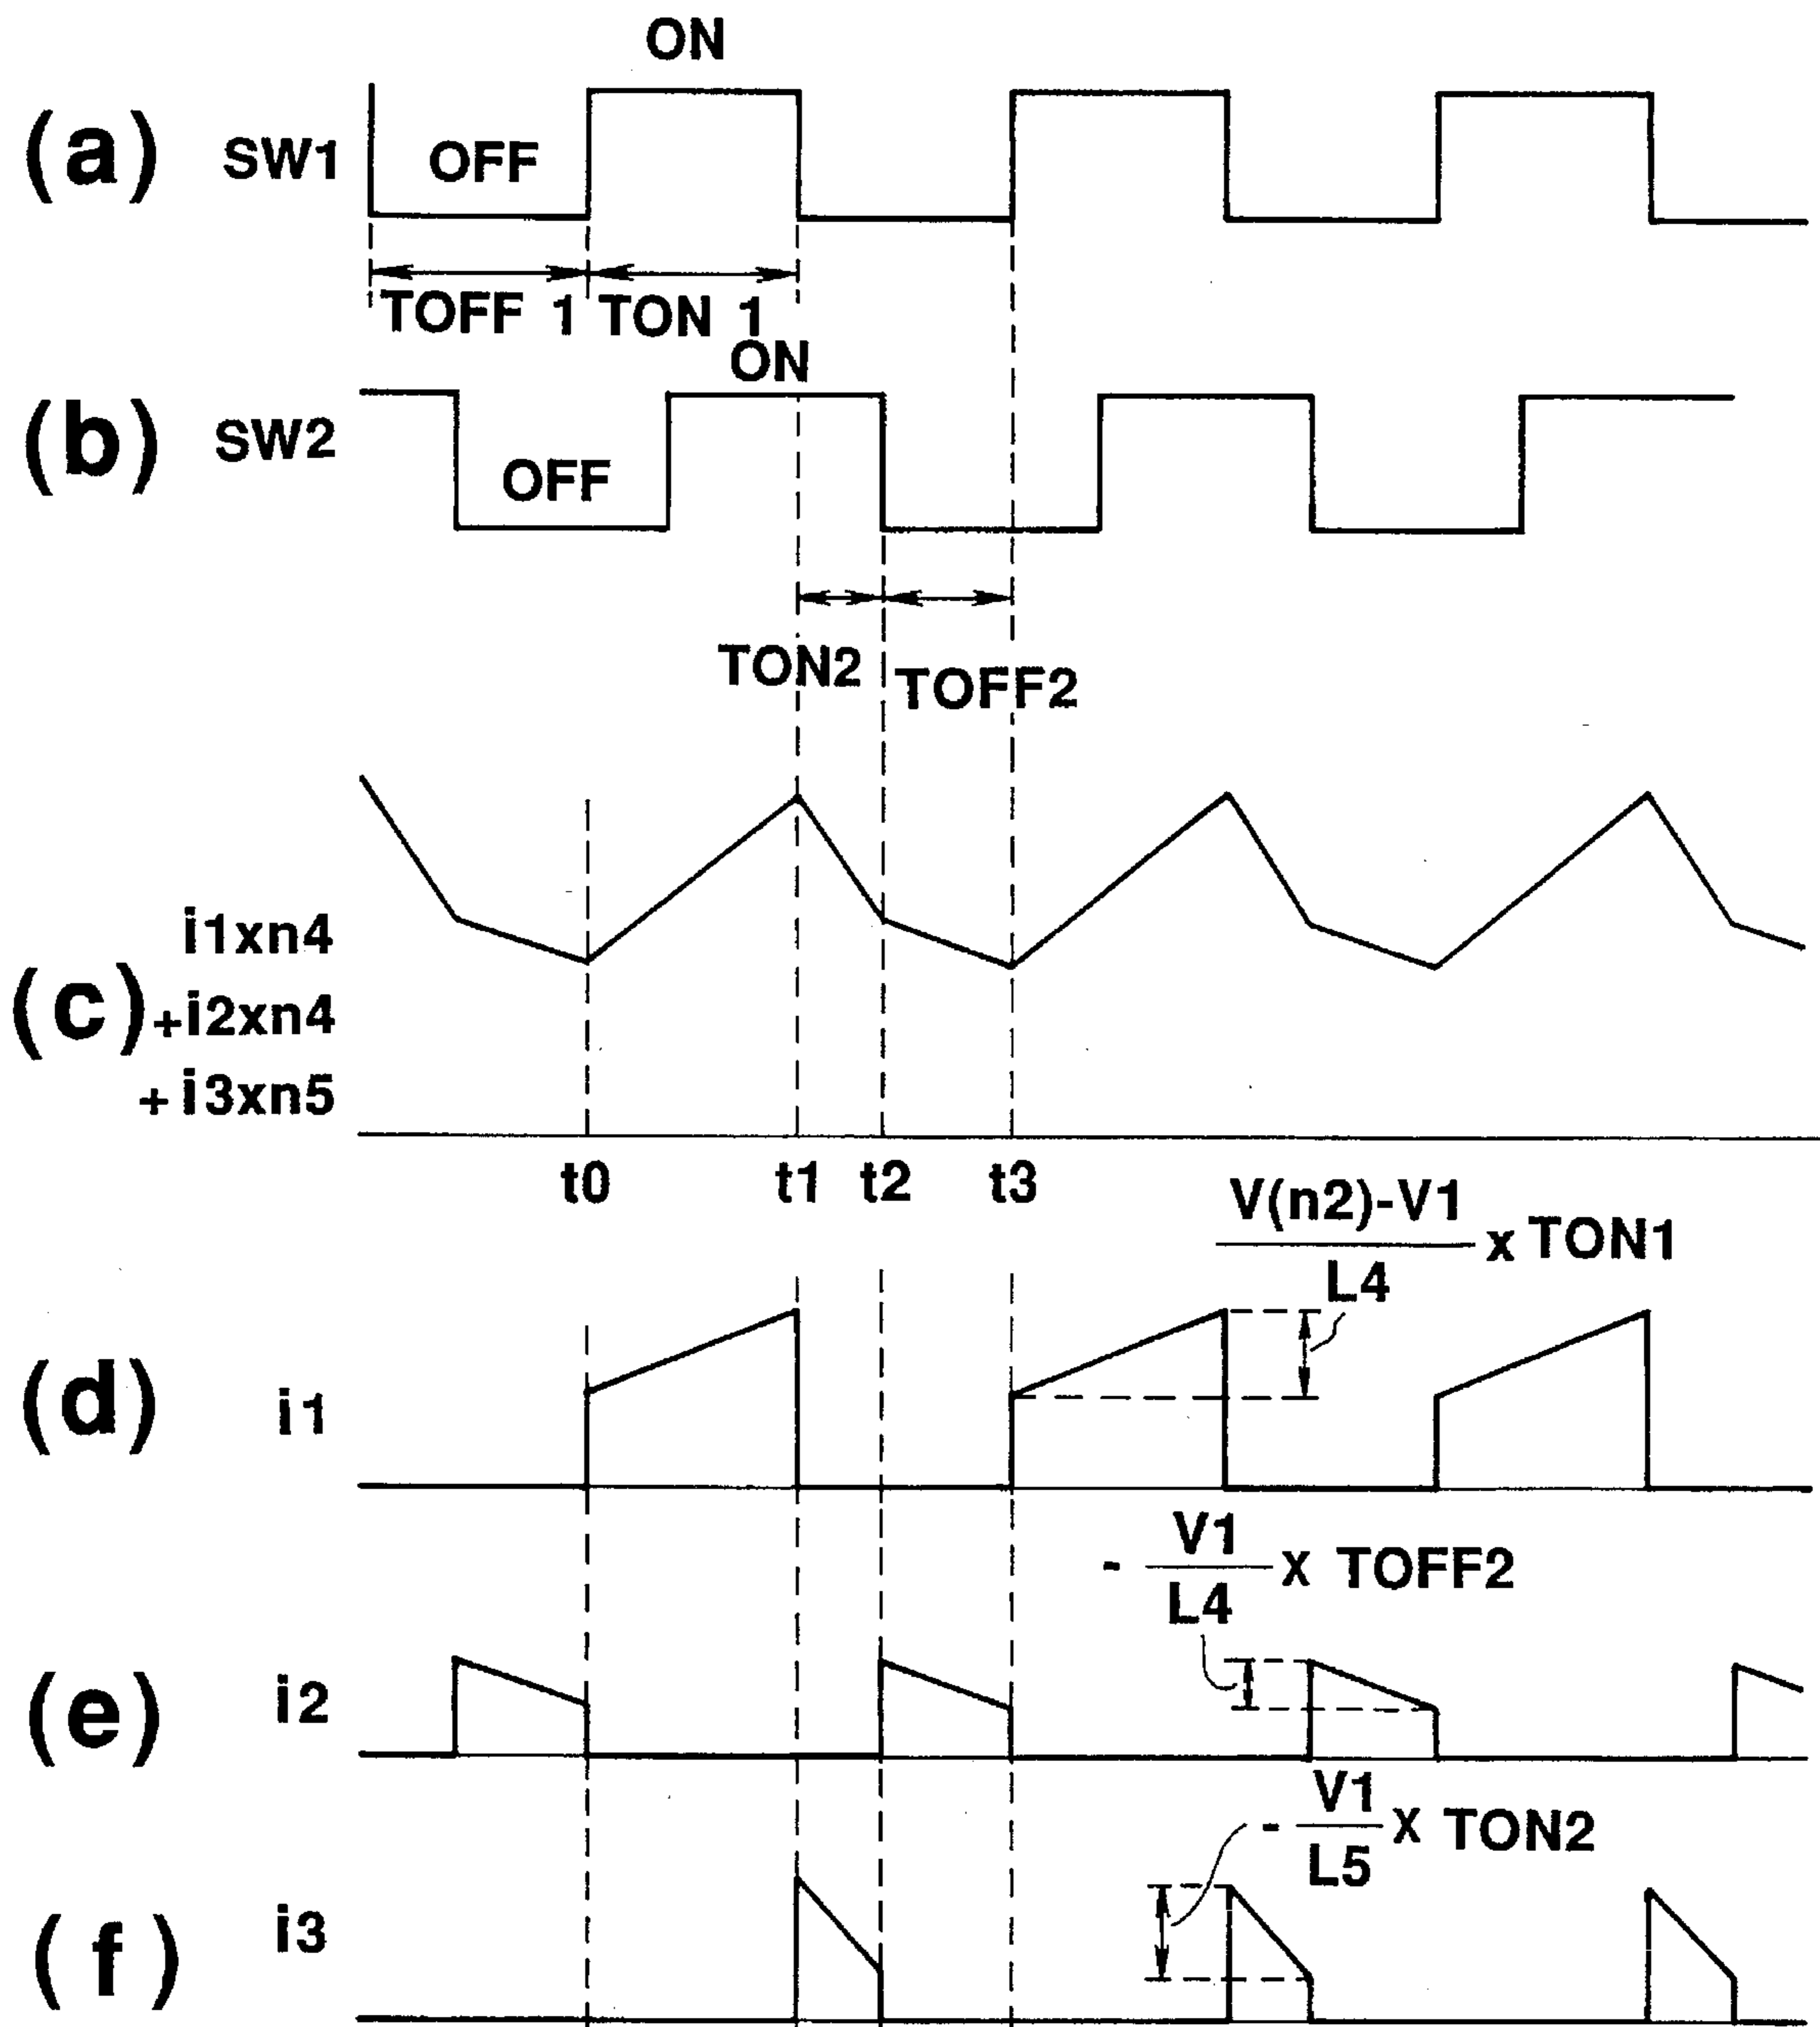 ON
(a) SW1 OFF
TOFF 1 TON 1
ON
(b) SW2
OFF
TON2 TOFF2
i1xn4
(c) +i2xn4
+i3xn5
t0 t1 t2 t3
V(n2)-V1
x TON1
L4
(d) i1
- V1 X TOFF2
L4
(e) i2
- V1 X TON2
L5
(f) i3